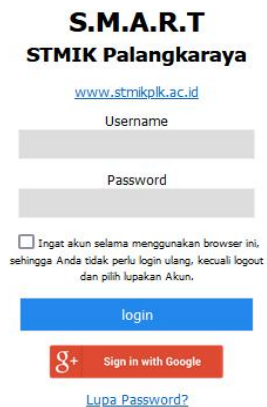 S.M.A.R.T
STMIK Palangkaraya
www.stmikplk.ac.id
Username
Password
Ingat akun selama menggunakan browser ini,
sehingga Anda tidak perlu login ulang, kecuali logout
dan pilih lupakan Akun.
login
g+ Sign in with Google
Lupa Password?